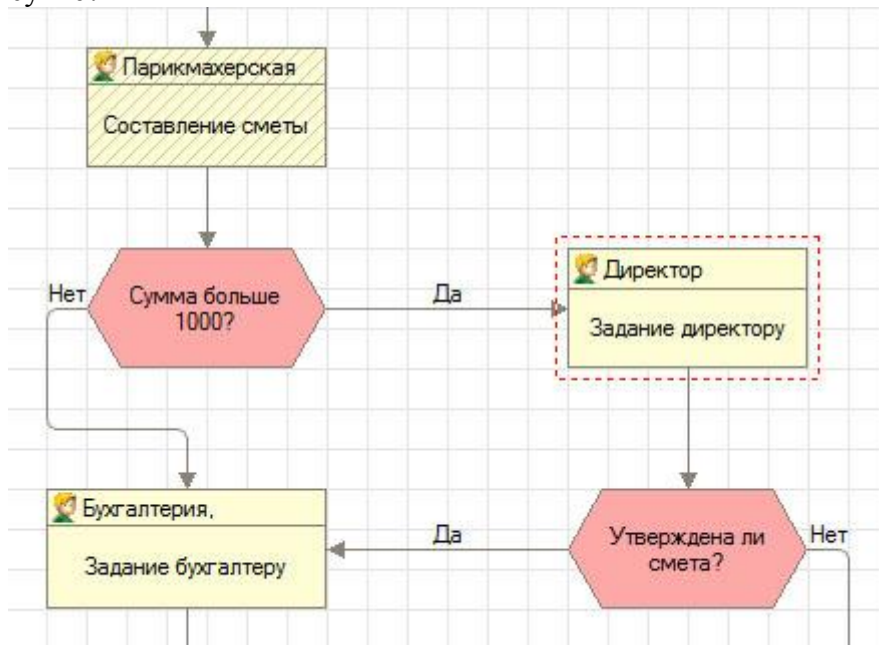 Парикмахерская
Составление сметы
Нет
Сумма больше
1000?
Да
Директор
Задание директору
Бухгалтерия,
Задание бухгалтеру
Да
Утверждена ли
смета?
Нет